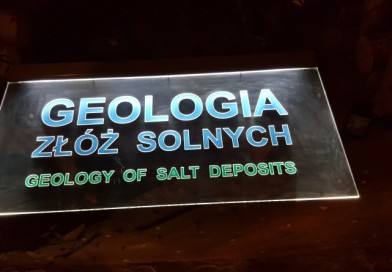 GEOLOGIA
ZŁÓŻ SOLNYCH
GEOLOGY OF SALT DEPOSITS